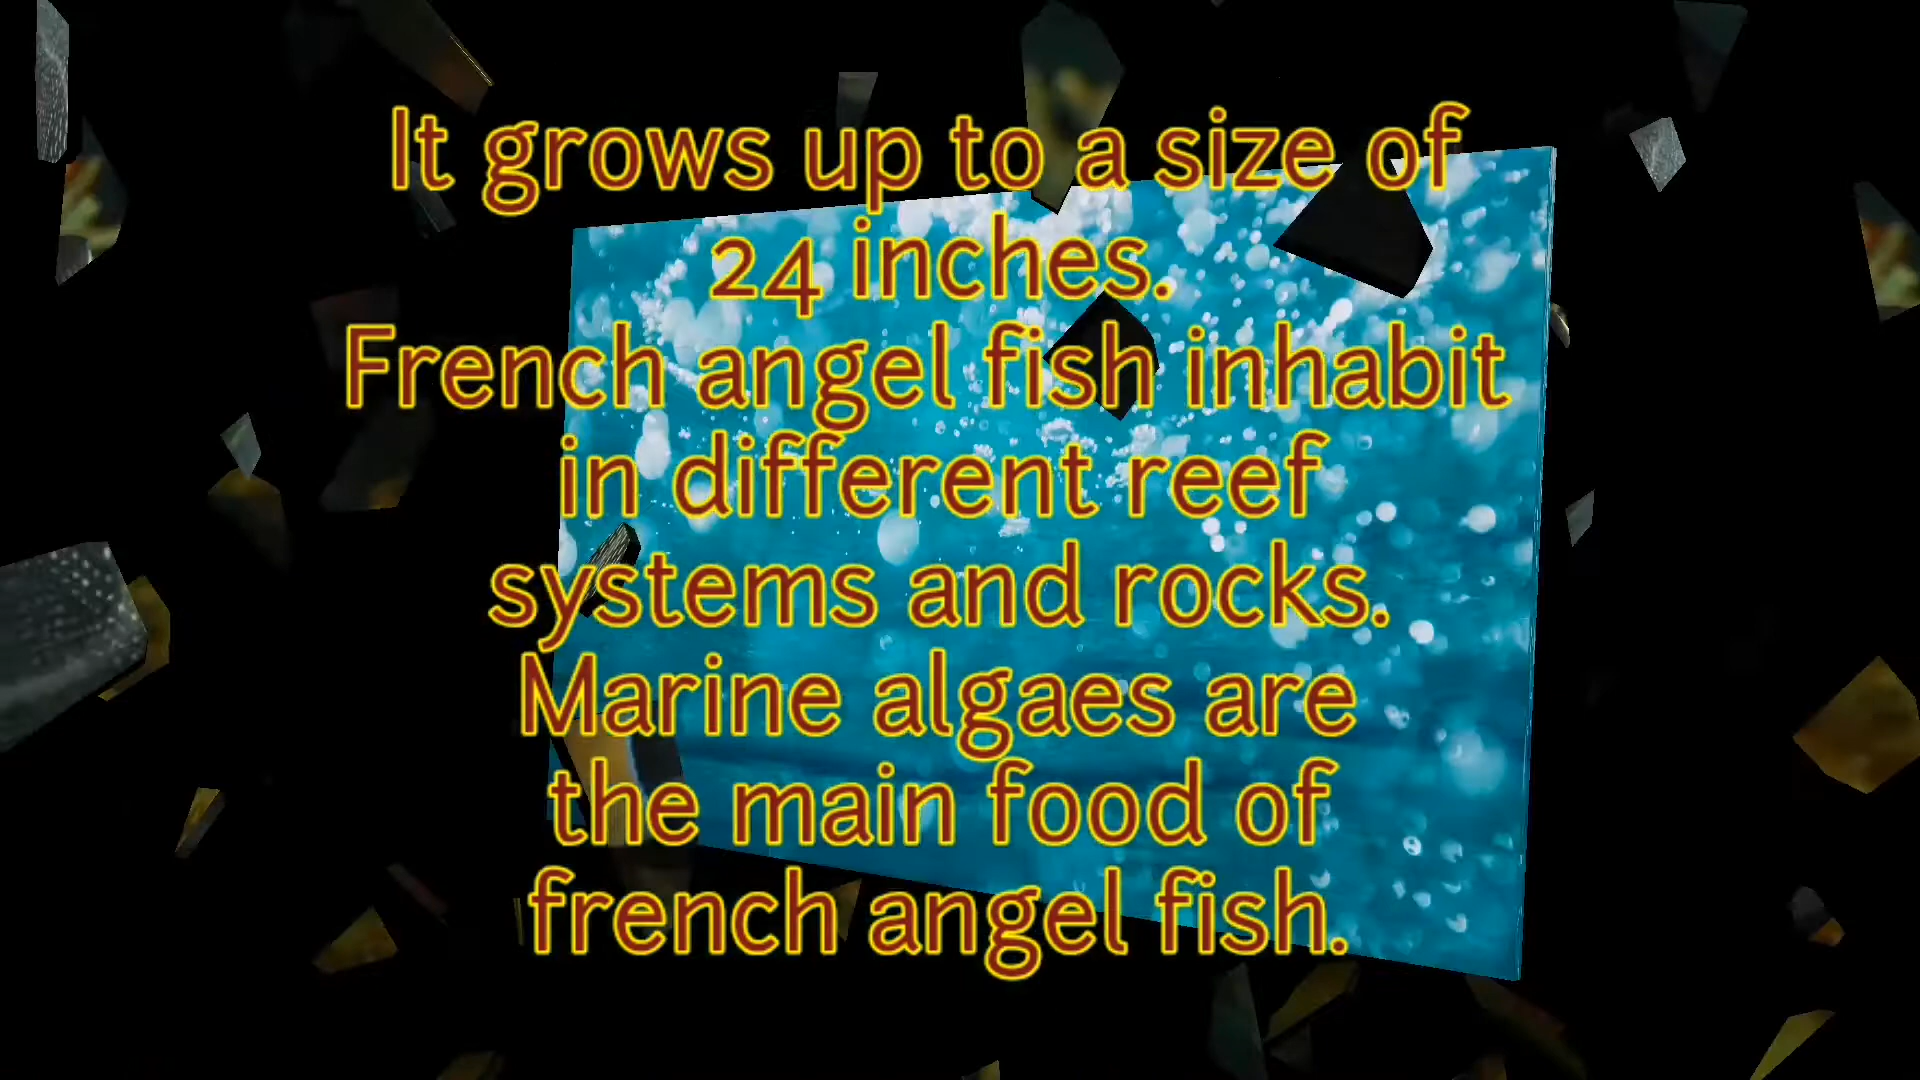 It grows up to a size of
24 inches.
French angel fish inhabit
in different reef
systems and rocks.
Marine algaes are
the main food of
french angel fish.